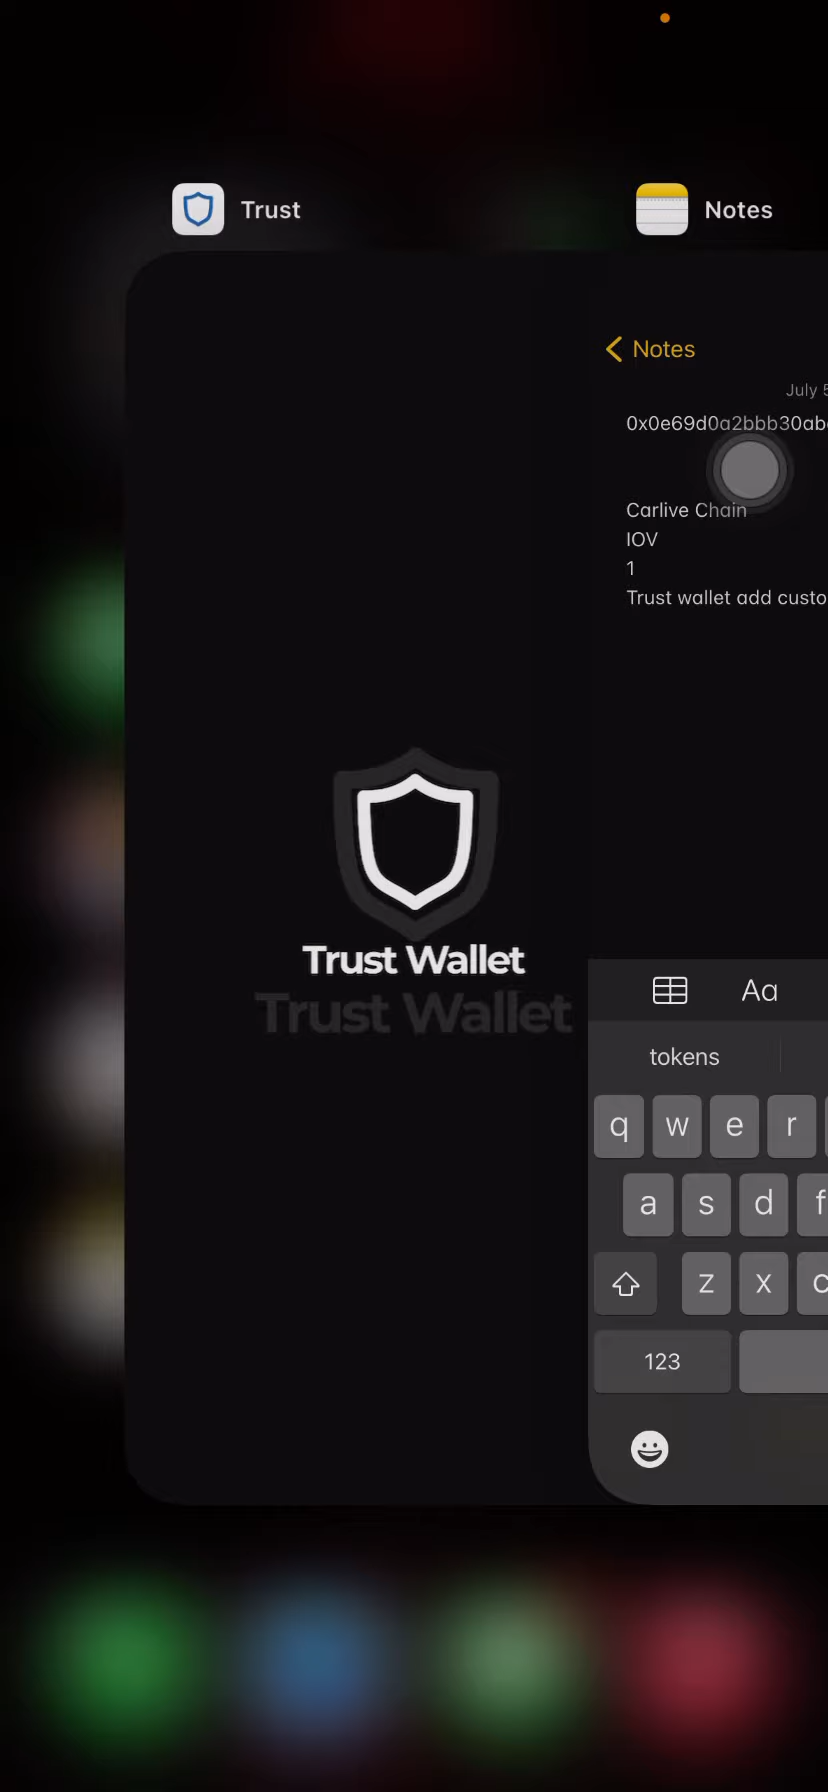 Trust
Notes
Notes
July 5
0x0e69d0a2bbb30ab
Carlive Chain
IOV
1
Trust wallet add custo
Trust Wallet
Trust Wallet
Aa
tokens
q w e r
a s d f
z x c
123